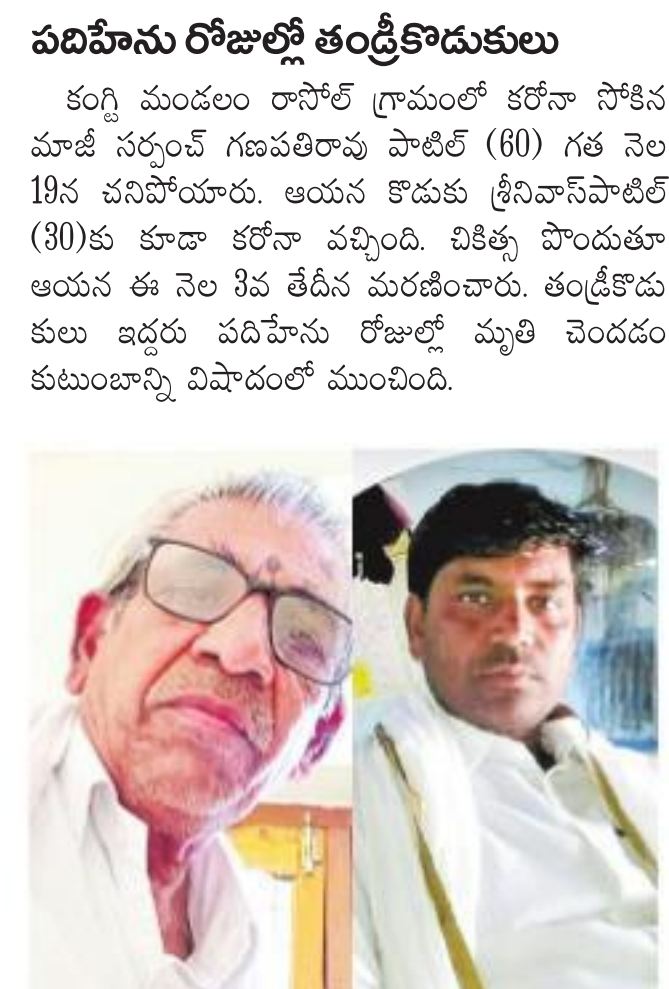 పదిహేను రోజుల్లో తండ్రీకొడుకులు
కంగ్టి మండలం రాసోల్ గ్రామంలో కరోనా సోకిన
మాజీ సర్పంచ్ గణపతిరావు పాటిల్ (60) గత నెల
19న చనిపోయారు. ఆయన కొడుకు శ్రీనివాస్‌పాటిల్
(30)కు కూడా కరోనా వచ్చింది. చికిత్స పొందుతూ
ఆయన ఈ నెల 3వ తేదీన మరణించారు. తండ్రీకొడు
కులు ఇద్దరు పదిహేను రోజుల్లో మృతి చెందడం
కుటుంబాన్ని విషాదంలో ముంచింది.